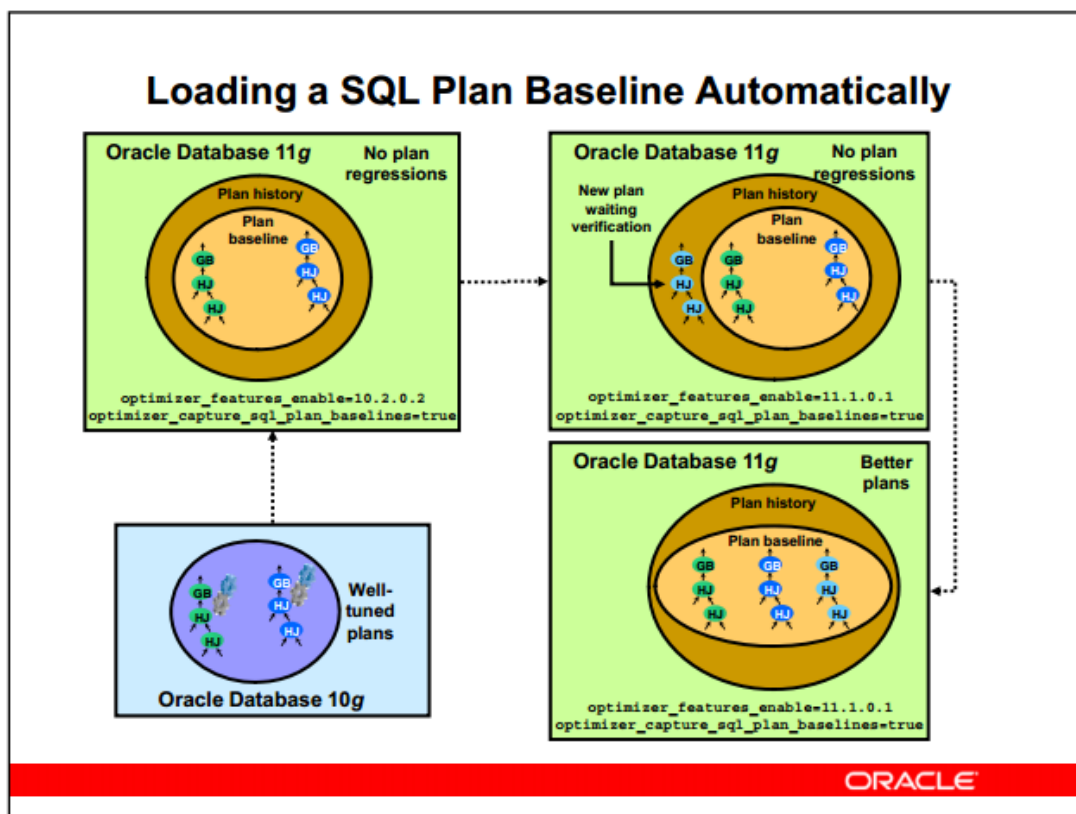 Loading a SQL Plan Baseline Automatically
Oracle Database 11g
No plan
regressions
Plan history
Plan
baseline
GB
HJ
HJ
GB
HJ
HJ
optimizer_features_enable=10.2.0.2
optimizer_capture_sql_plan_baselines=true
Oracle Database 11g
No plan
regressions
New plan
waiting
verification
Plan history
Plan
baseline
GB
HJ
HJ
GB
HJ
HJ
GB
HJ
HJ
optimizer_features_enable=11.1.0.1
optimizer_capture_sql_plan_baselines=true
GB
HJ
HJ
GB
HJ
HJ
Well-
tuned
plans
Oracle Database 10g
Oracle Database 11g
Better
plans
Plan history
Plan baseline
GB
HJ
HJ
GB
HJ
HJ
GB
HJ
HJ
optimizer_features_enable=11.1.0.1
optimizer_capture_sql_plan_baselines=true
ORACLE